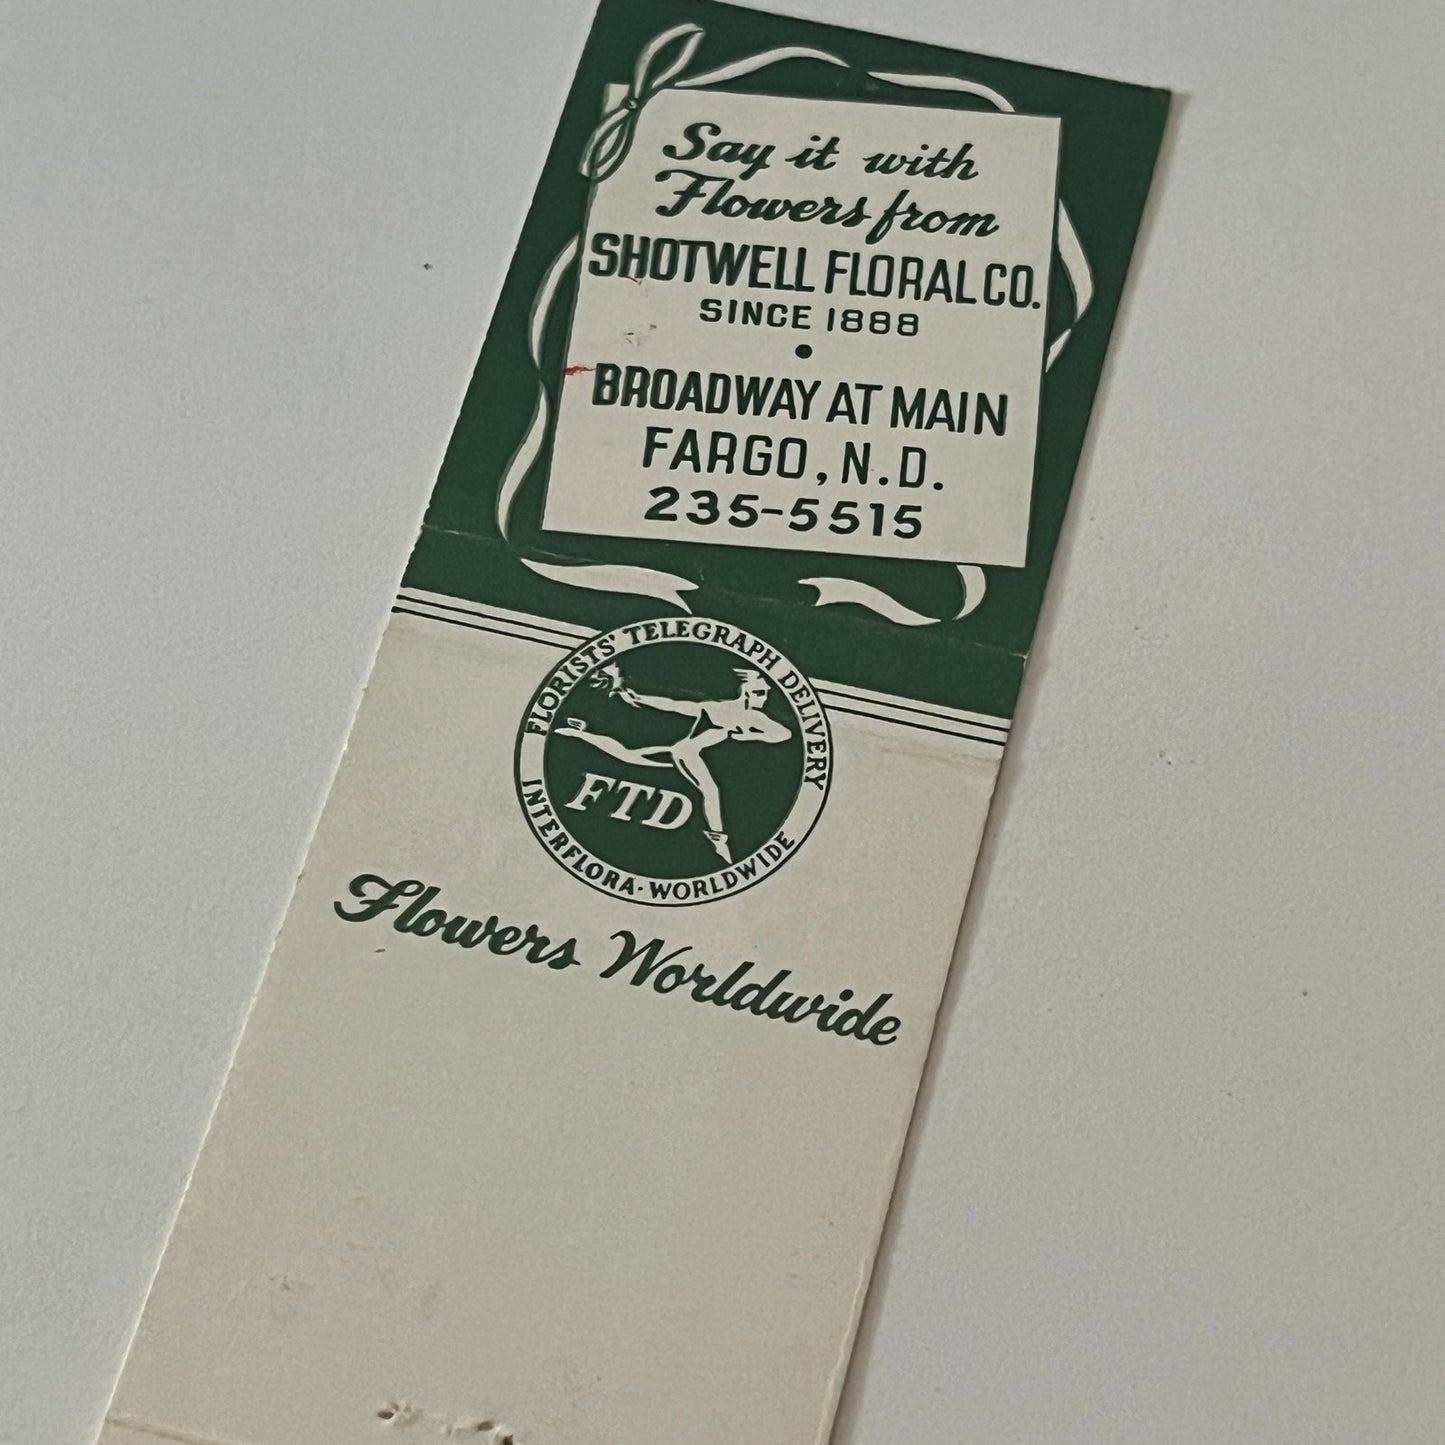 Say it with
Flowers from
SHOTWELL FLORAL CO.
SINCE 1888
•
BROADWAY AT MAIN
FARGO, N.D.
235-5515
FLORISTS' TELEGRAPH DELIVERY
FTD
INTERFLORA · WORLDWIDE
Flowers Worldwide